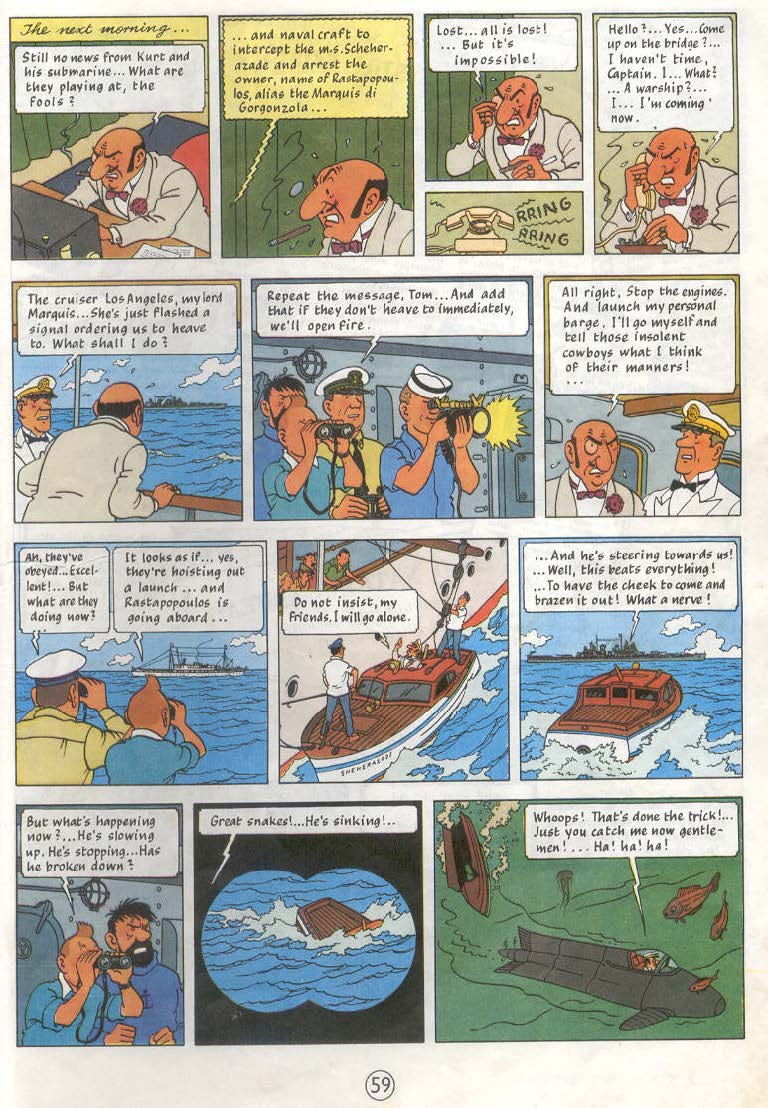 The next morning...
Still no news from Kurt and
his submarine... What are
they playing at, the
fools?
... and naval craft to
intercept the m.s. Scheher-
azade and arrest the
owner, name of Rastapopou-
los, alias the Marquis di
Gorgonzola...
Lost... all is lost!
... But it's
impossible!
RRING
RRING
Hello?... Yes... Come
up on the bridge?...
I haven't time,
Captain. I... What?
... A warship?...
I... I'm coming
now.
The cruiser Los Angeles, my lord
Marquis... She's just flashed a
signal ordering us to heave
to. What shall I do?
Repeat the message, Tom... And add
that if they don't heave to immediately,
we'll open fire.
All right. Stop the engines.
And launch my personal
barge. I'll go myself and
tell those insolent
cowboys what I think
of their manners!
...
Ah, they've
obeyed... Excel-
lent!... But
what are they
doing now?
It looks as if... yes,
they're hoisting out
a launch... and
Rastapopoulos is
going aboard...
Do not insist, my
friends. I will go alone.
SHEHERAZADE
... And he's steering towards us!
... Well, this beats everything!
... To have the cheek to come and
brazen it out! What a nerve!
But what's happening
now?... He's slowing
up. He's stopping... Has
he broken down?
Great snakes!... He's sinking!..
Whoops! That's done the trick!...
Just you catch me now gentle-
men!... Ha! ha! ha!
59